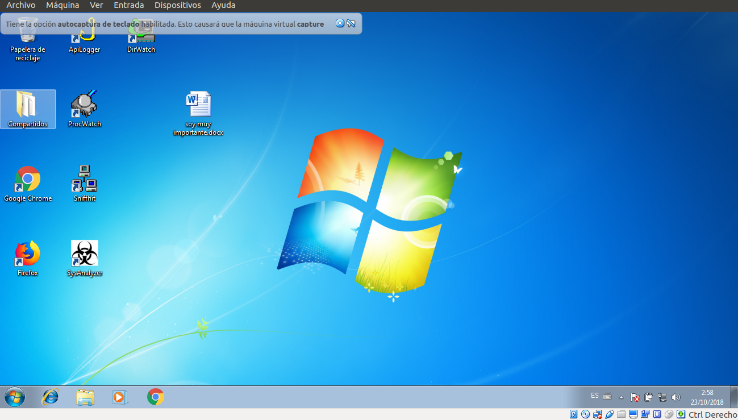 Archivo Máquina Ver Entrada Dispositivos Ayuda
Tiene la opción autocaptura de teclado habilitada. Esto causará que la máquina virtual capture
Papelera de
reciclaje
ApiLogger
DirWatch
Compartidos
ProcWatch
soy muy
importante.docx
Google Chrome
Sniffhit
Firefox
SysAnalyzer
ES
2:58
23/10/2018
Ctrl Derecho